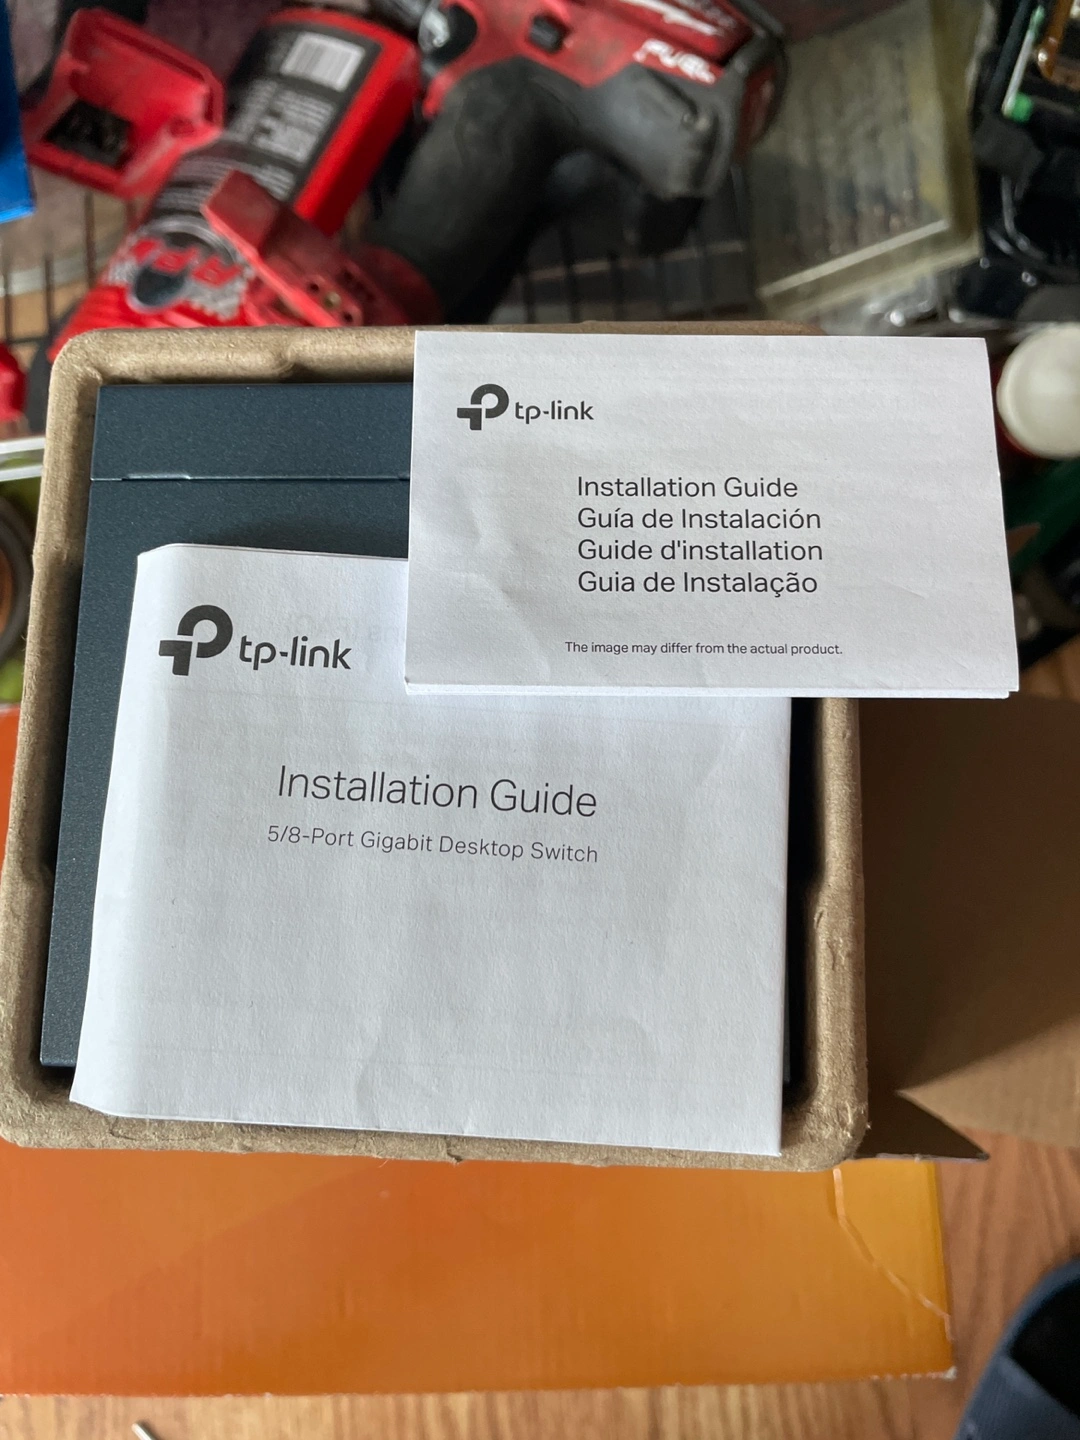 FUEL
tp-link
Installation Guide
Guía de Instalación
Guide d'installation
Guia de Instalação
The image may differ from the actual product.
tp-link
Installation Guide
5/8-Port Gigabit Desktop Switch